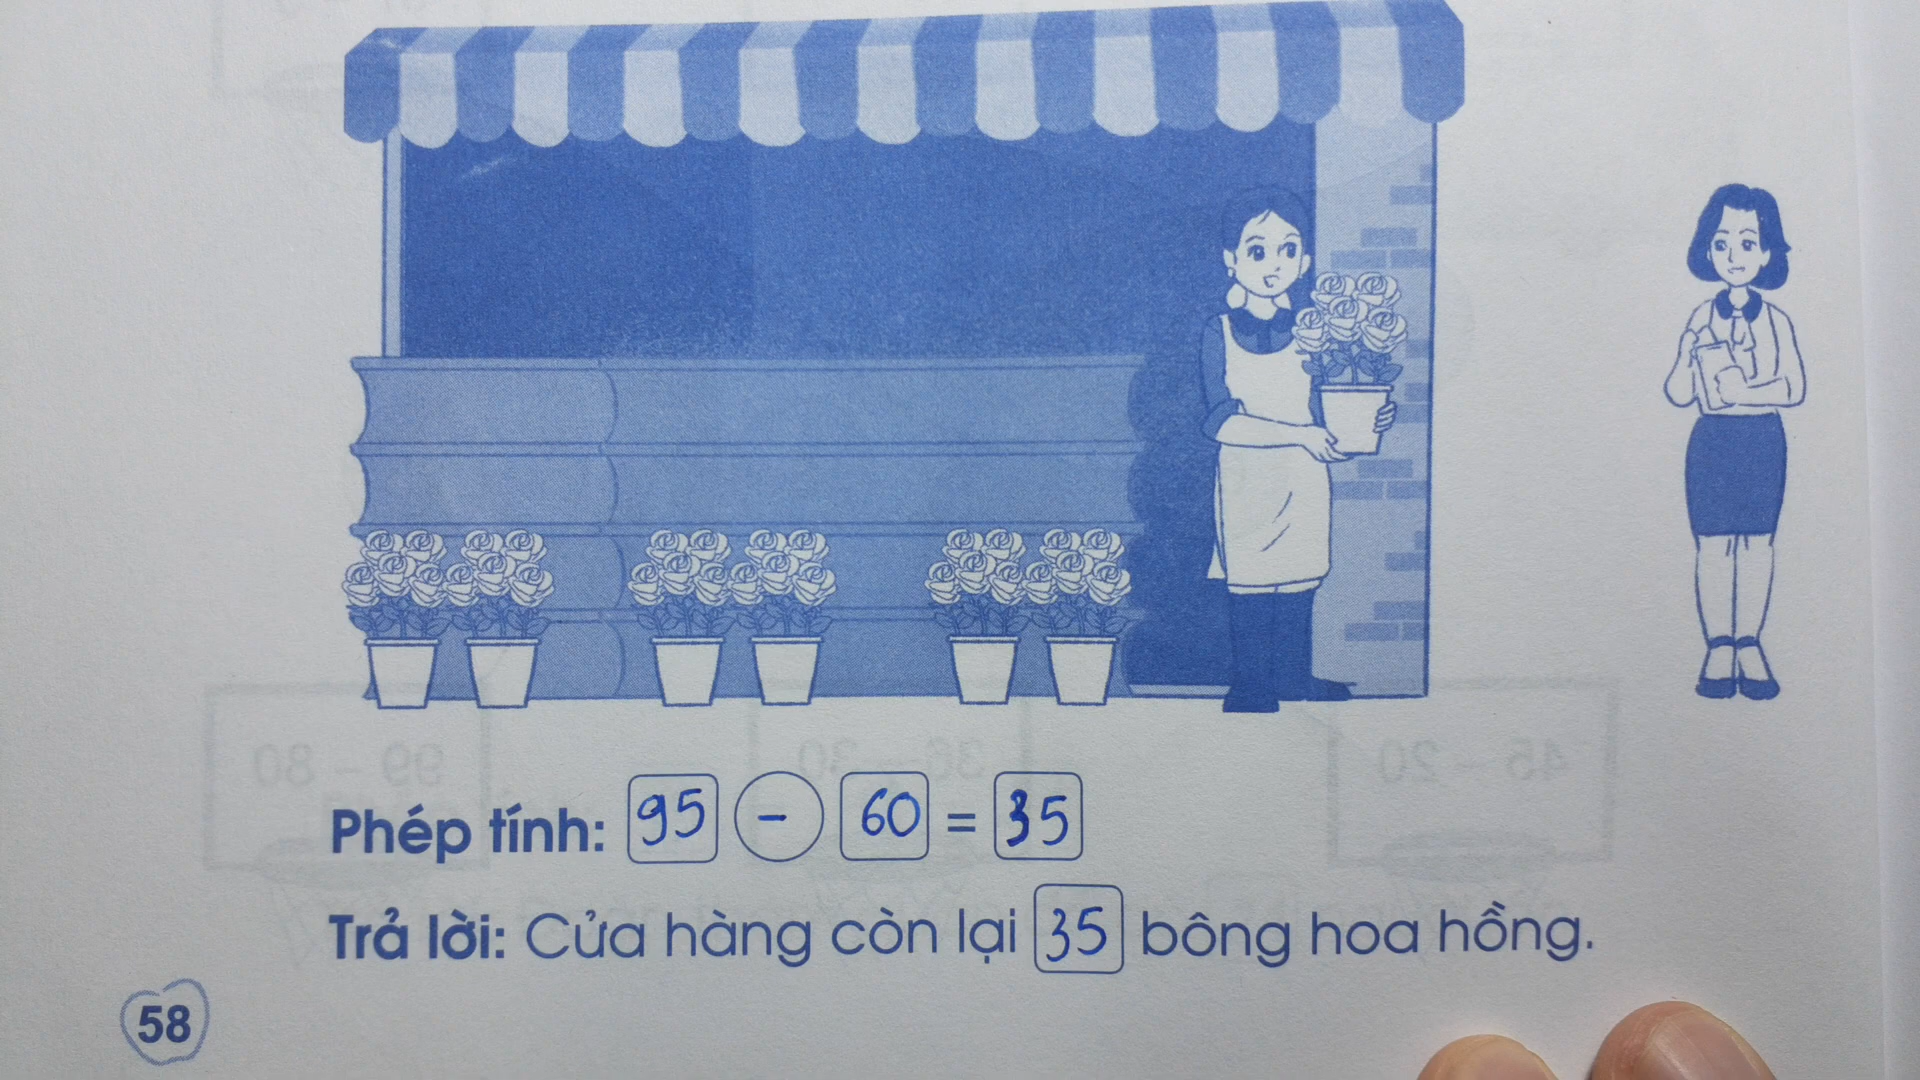 Phép tính: 95 - 60 = 35
Trả lời: Cửa hàng còn lại 35 bông hoa hồng.
58